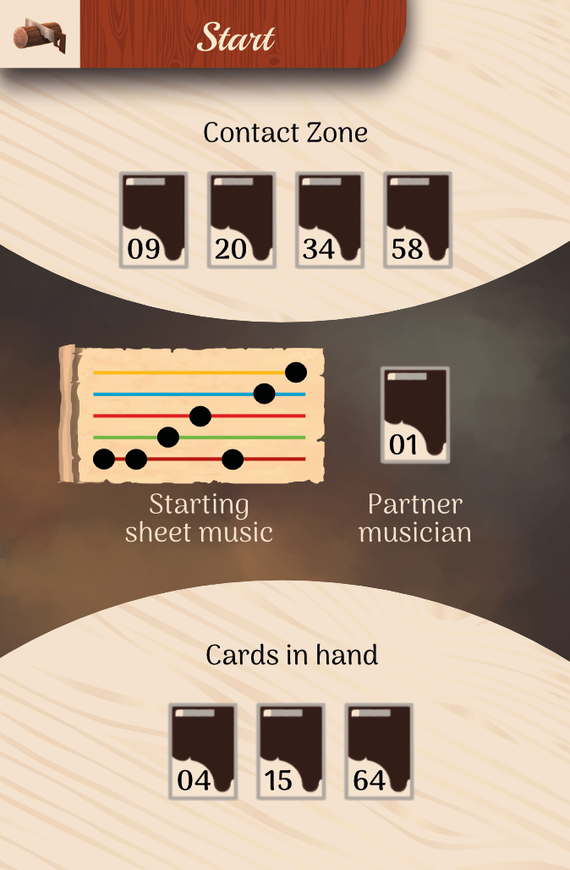 Start
Contact Zone
09 20 34 58
01
Starting
sheet music
Partner
musician
Cards in hand
04 15 64